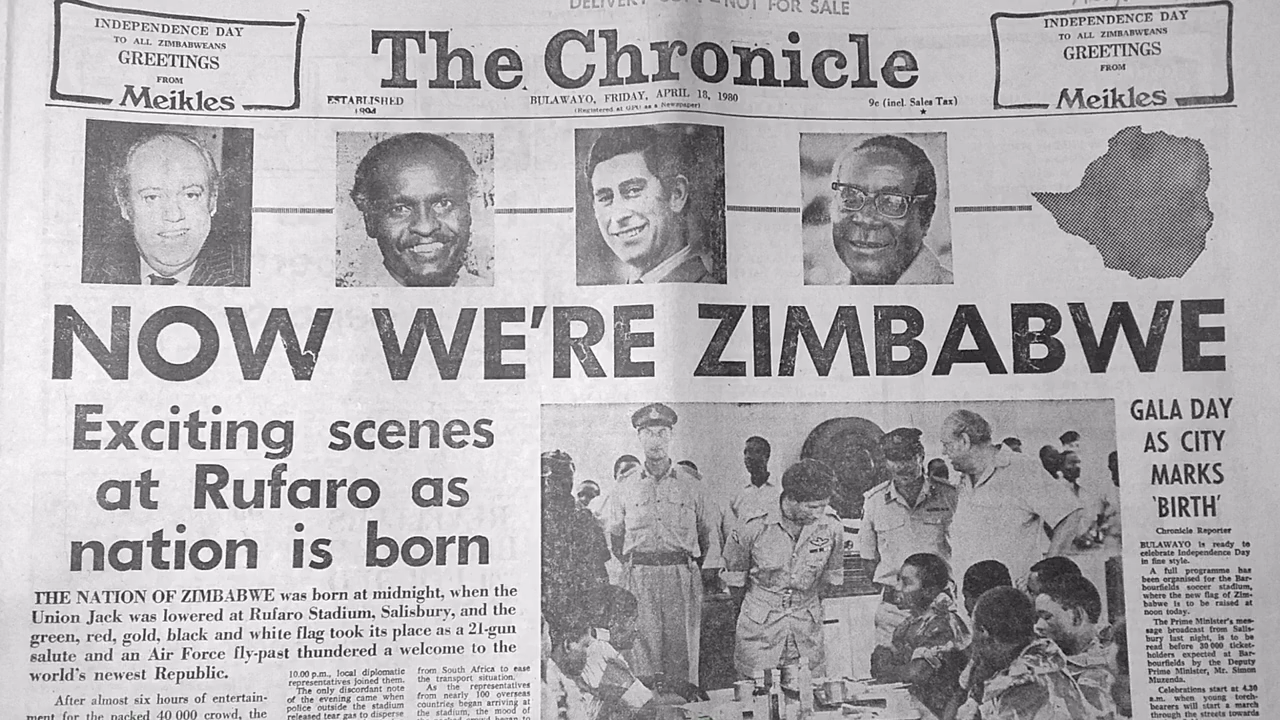 NOT FOR SALE
INDEPENDENCE DAY
TO ALL ZIMBABWEANS
GREETINGS
FROM
Meikles
The Chronicle
ESTABLISHED
1894
BULAWAYO, FRIDAY, APRIL 18, 1980
(Registered at GPO as a Newspaper)
9c (incl. Sales Tax)
INDEPENDENCE DAY
TO ALL ZIMBABWEANS
GREETINGS
FROM
Meikles
NOW WE'RE ZIMBABWE
Exciting scenes
at Rufaro as
nation is born
THE NATION OF ZIMBABWE was born at midnight, when the
Union Jack was lowered at Rufaro Stadium, Salisbury, and the
green, red, gold, black and white flag took its place as a 21-gun
salute and an Air Force fly-past thundered a welcome to the
world's newest Republic.
After almost six hours of entertain-
ment for the packed 40 000 crowd, the
10.00 p.m., local diplomatic
representatives joined them.
The only discordant note
of the evening came when
police outside the stadium
released tear gas to disperse
from South Africa to ease
the transport situation.
As the representatives
from nearly 100 overseas
countries began arriving at
the stadium, the mood of
GALA DAY
AS CITY
MARKS
'BIRTH'
Chronicle Reporter
BULAWAYO is ready to
celebrate Independence Day
in fine style.
A full programme has
been organised for the Bar-
bourfields soccer stadium,
where the new flag of Zim-
babwe is to be raised at
noon today.
The Prime Minister's mes-
sage broadcast from Salis-
bury last night, is to be
read before 30 000 ticket-
holders expected at Bar-
bourfields by the Deputy
Prime Minister, Mr. Simon
Muzenda.
Celebrations start at 4.30
a.m. when young torch-
bearers will start a march
through the streets towards